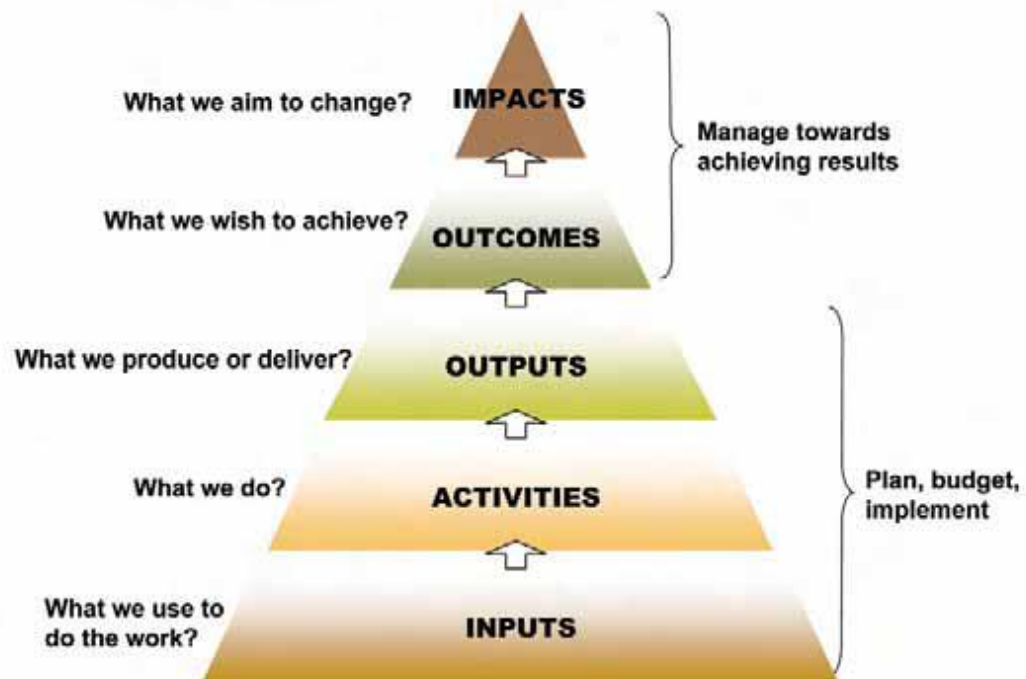 What we aim to change?
IMPACTS
Manage towards
achieving results
What we wish to achieve?
OUTCOMES
What we produce or deliver?
OUTPUTS
What we do?
ACTIVITIES
Plan, budget,
implement
What we use to
do the work?
INPUTS